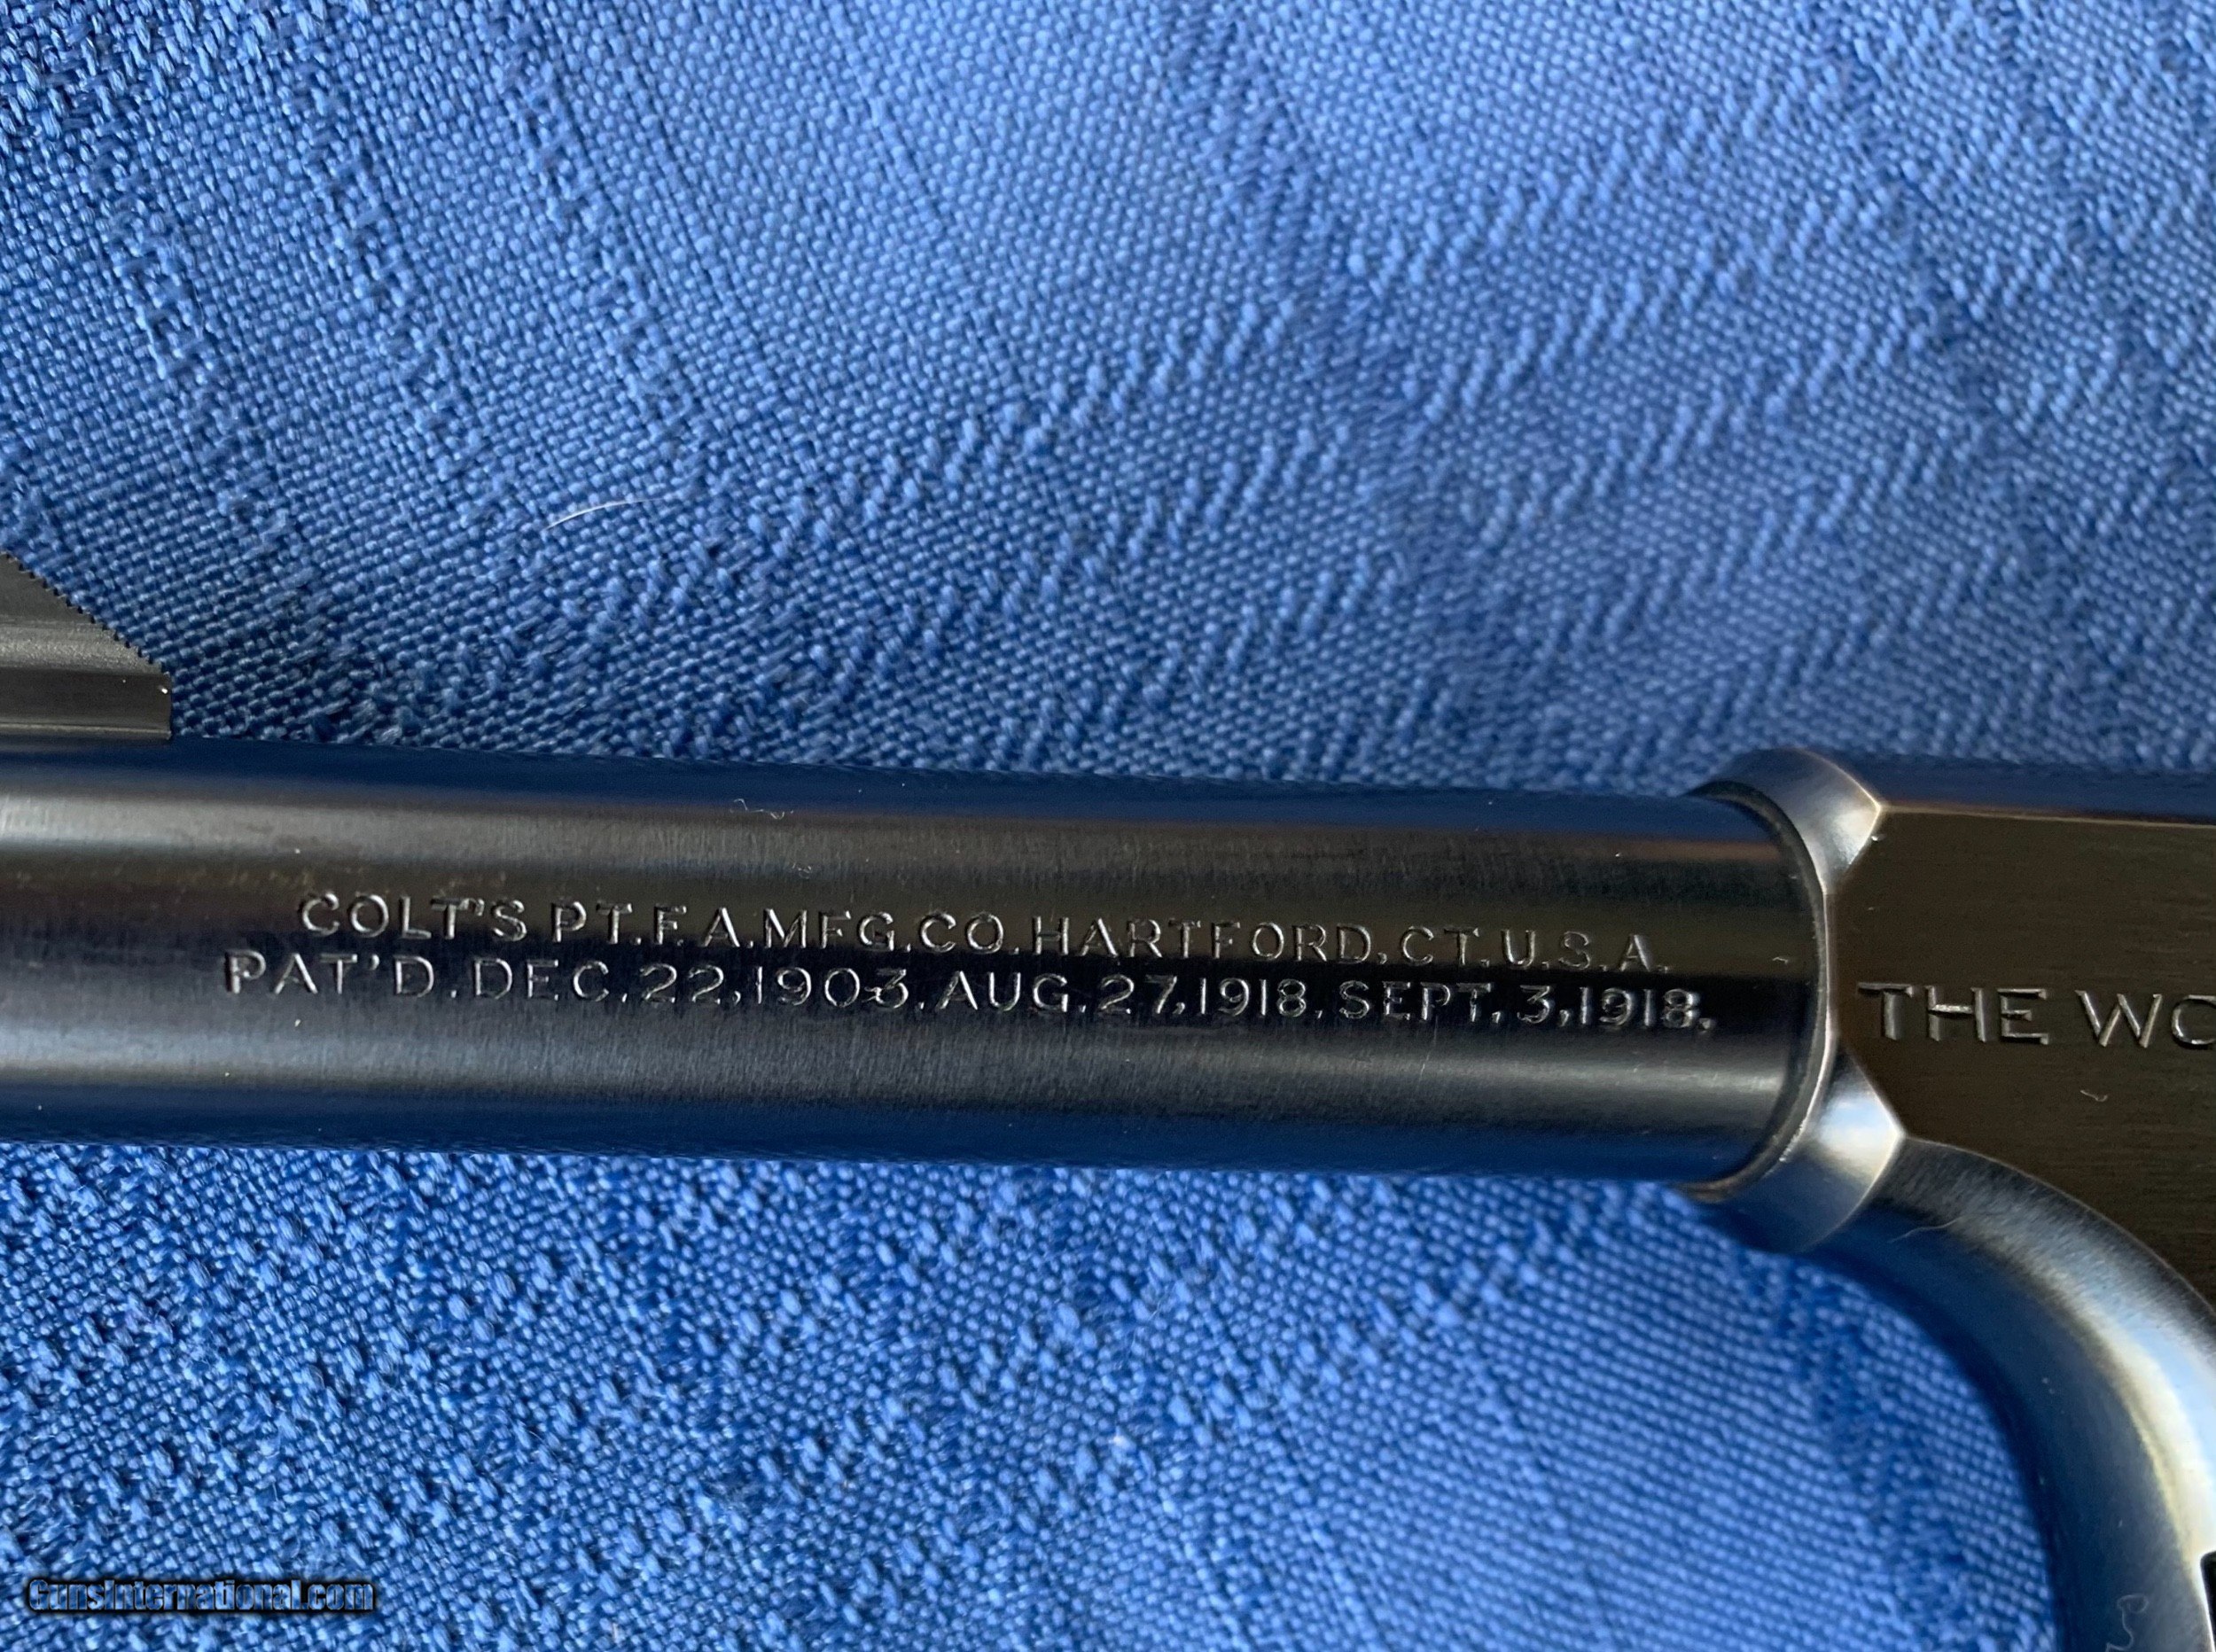 COLT'S PT. F. A. MFG. CO. HARTFORD, CT. U.S.A.
PAT'D. DEC. 22, 1903. AUG. 27, 1918. SEPT. 3, 1918.
THE WO
GunsInternational.com